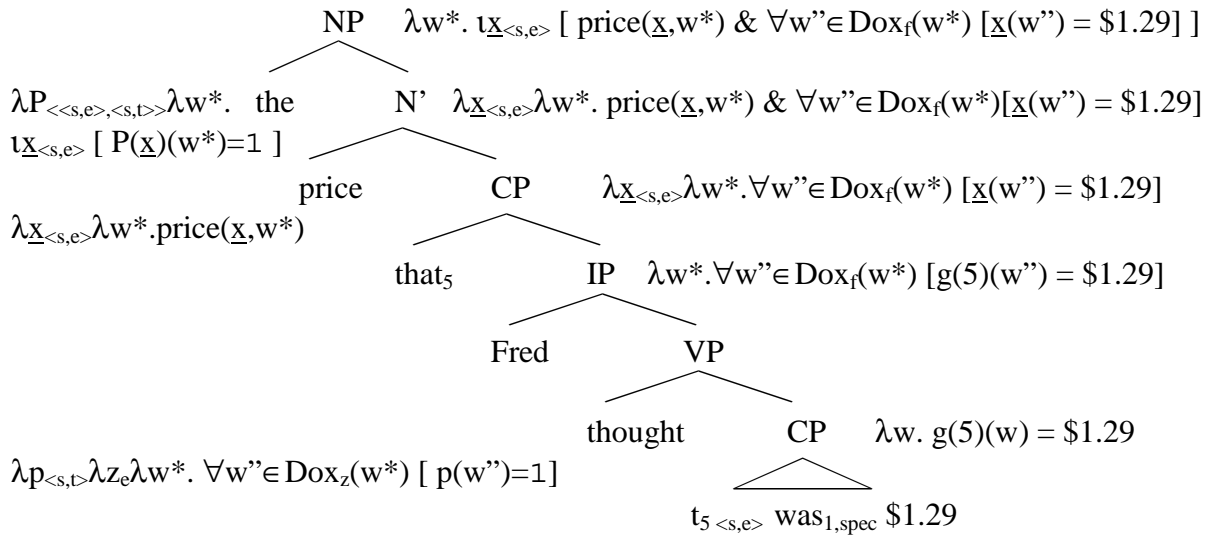 NP λw*. ιx<s,e> [ price(x,w*) & ∀w”∈Doxf(w*) [x(w”) = $1.29] ]
λP<<s,e>,<s,t>>λw*. the N’ λx<s,e>λw*. price(x,w*) & ∀w”∈Doxf(w*)[x(w”) = $1.29]
ιx<s,e> [ P(x)(w*)=1 ]
price CP λx<s,e>λw*.∀w”∈Doxf(w*) [x(w”) = $1.29]
λx<s,e>λw*.price(x,w*)
that5 IP λw*.∀w”∈Doxf(w*) [g(5)(w”) = $1.29]
Fred VP
thought CP λw. g(5)(w) = $1.29
λp<s,t>λzeλw*. ∀w”∈Doxz(w*) [ p(w”)=1]
t5 <s,e> was1,spec $1.29